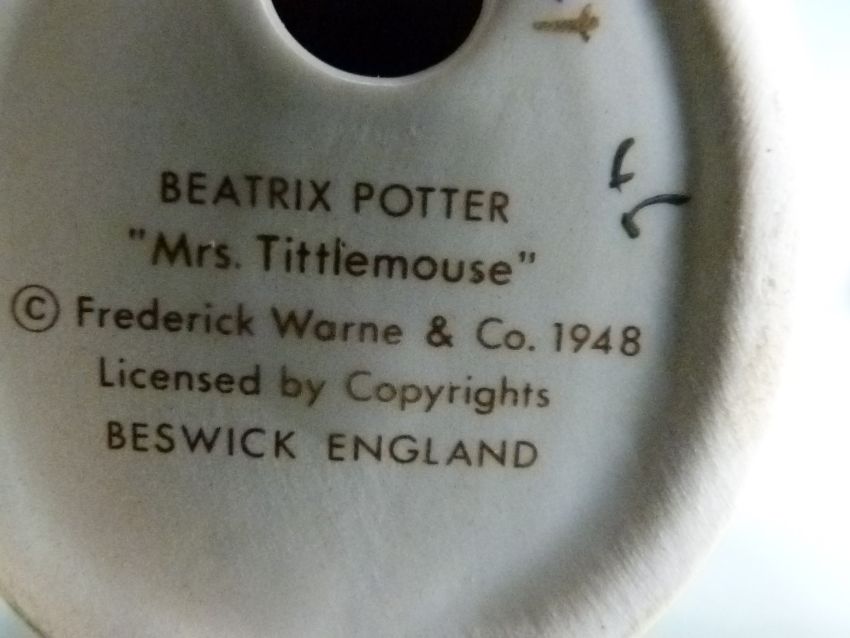 BEATRIX POTTER
"Mrs. Tittlemouse"
© Frederick Warne & Co. 1948
Licensed by Copyrights
BESWICK ENGLAND